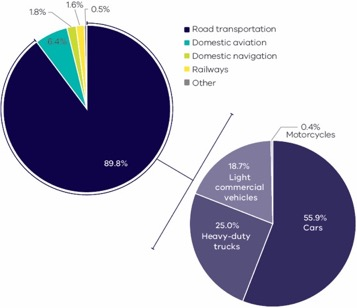 1.8%
1.6%
0.5%
6.4%
89.8%
Road transportation
Domestic aviation
Domestic navigation
Railways
Other
0.4%
Motorcycles
18.7%
Light
commercial
vehicles
25.0%
Heavy-duty
trucks
55.9%
Cars